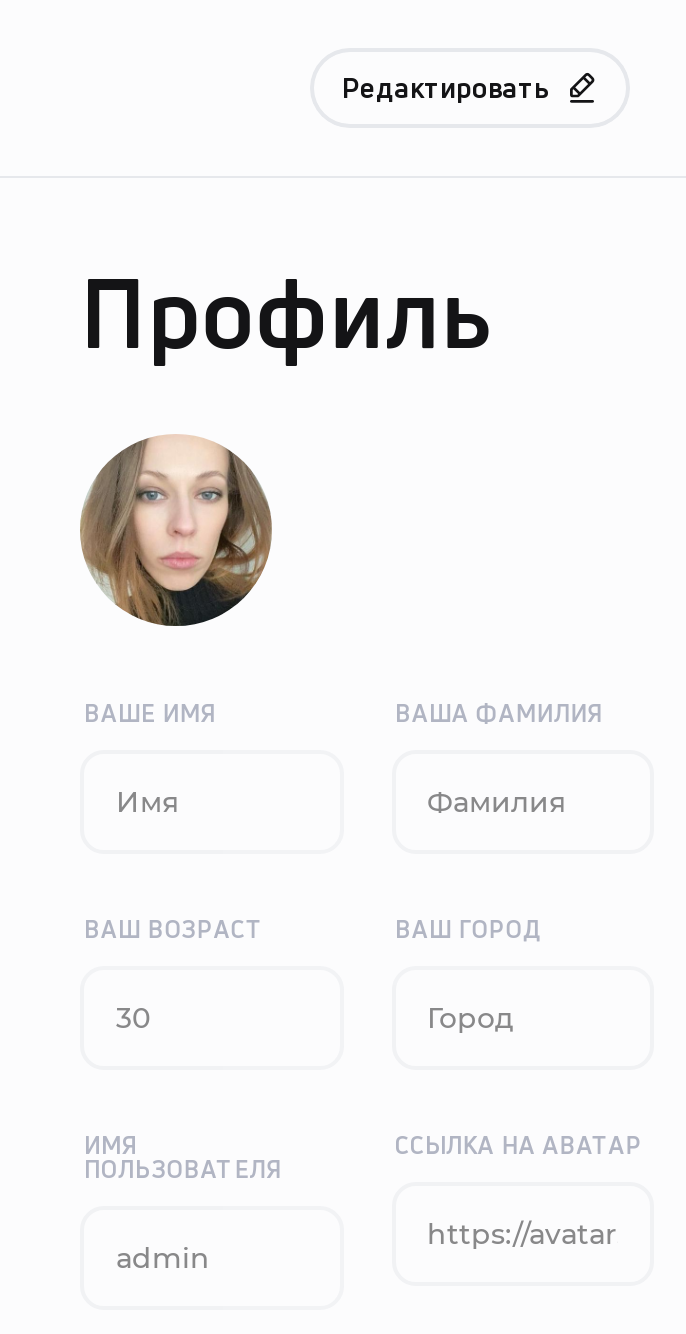 Редактировать
Профиль
ВАШЕ ИМЯ
ВАША ФАМИЛИЯ
Имя
Фамилия
ВАШ ВОЗРАСТ
ВАШ ГОРОД
30
Город
ИМЯ
ПОЛЬЗОВАТЕЛЯ
ССЫЛКА НА АВАТАР
admin
https://avatar